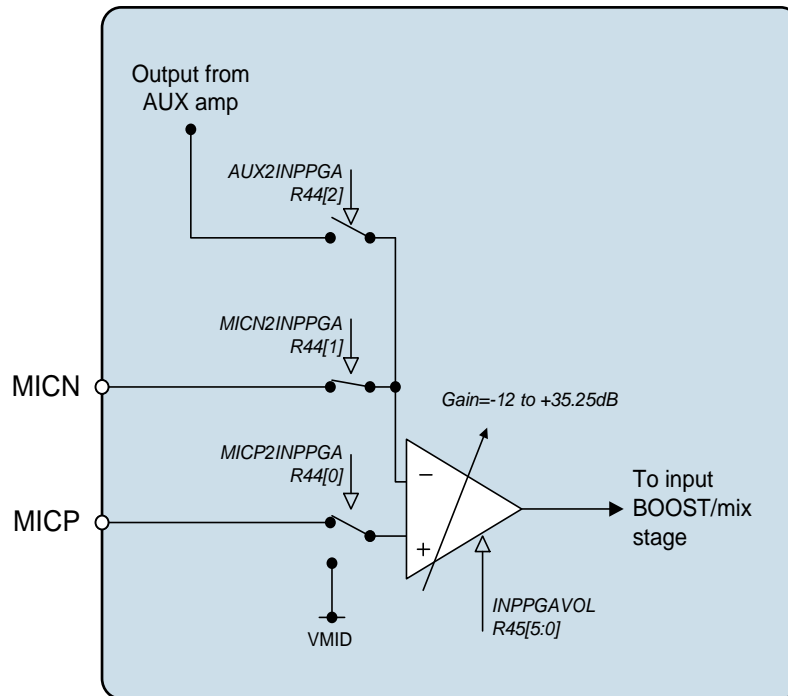 Output from
AUX amp
AUX2INPPGA
R44[2]
MICN2INPPGA
R44[1]
MICN
Gain=-12 to +35.25dB
MICP2INPPGA
R44[0]
MICP
−
+
To input
BOOST/mix
stage
INPPGAVOL
R45[5:0]
VMID